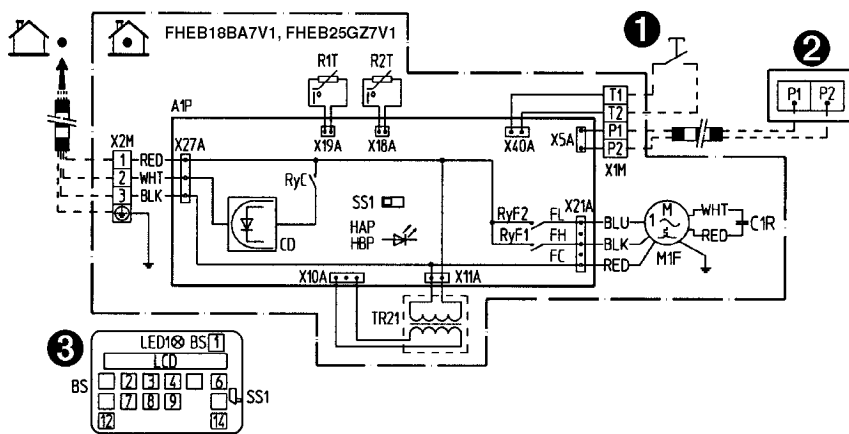 FHEB18BA7V1, FHEB25GZ7V1
1
2
R1T
R2T
P1 P2
T1
T2
P1
P2
X1M
A1P
X19A
X18A
X40A
X5A
X2M
X27A
1 RED
2 WHT
3 BLK
RyC
SS1
HAP
HBP
CD
RyF2
RyF1
FL
FH
FC
X21A
BLU
BLK
RED
M
1 ~
M1F
WHT
RED
C1R
X10A
X11A
TR21
3
LED1 BS 1
LCD
BS
2 3 4 6
7 8 9
SS1
12 14